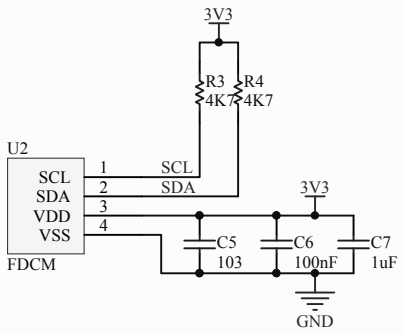 3V3
R3 R4
4K7 4K7
U2
SCL 1 SCL
SDA 2 SDA
VDD 3 3V3
VSS 4
FDCM
C5 C6 C7
103 100nF 1uF
GND